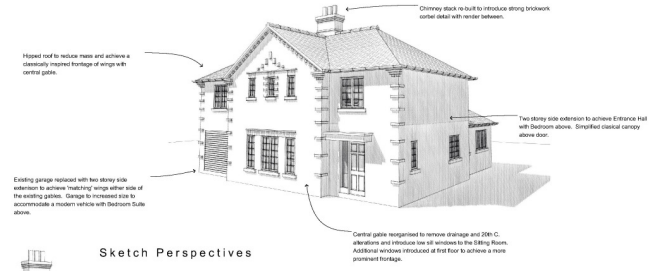 Chimney stack re-built to introduce strong brickwork
corbel detail with render between.
Hipped roof to reduce mass and achieve a
classically inspired frontage of wings with
central gable.
Two storey side extension to achieve Entrance Hall
with Bedroom above. Simplified clasical canopy
above door.
Existing garage replaced with two storey side
extenison to achieve 'matching' wings either side of
the existing gables. Garage to increased size to
accommodate a modern vehicle with Bedroom Suite
above.
Central gable reorganised to remove drainage and 20th C.
alterations and introduce low sill windows to the Sitting Room.
Additional windows introduced at first floor to achieve a more
prominent frontage.
Sketch Perspectives